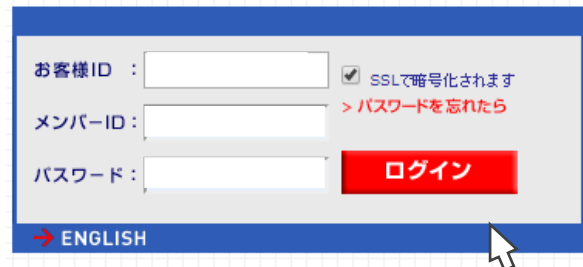 お客様ID :
SSLで暗号化されます
メンバーID :
> パスワードを忘れたら
パスワード :
ログイン
→ ENGLISH